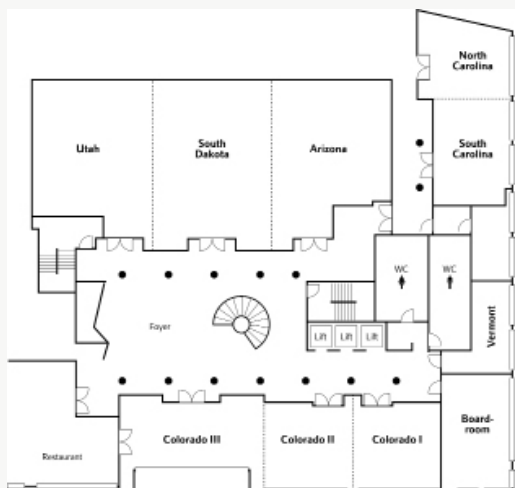 North
Carolina
Utah
South
Dakota
Arizona
South
Carolina
WC
WC
Foyer
Lift
Lift
Lift
Vermont
Board-
room
Colorado III
Colorado II
Colorado I
Restaurant